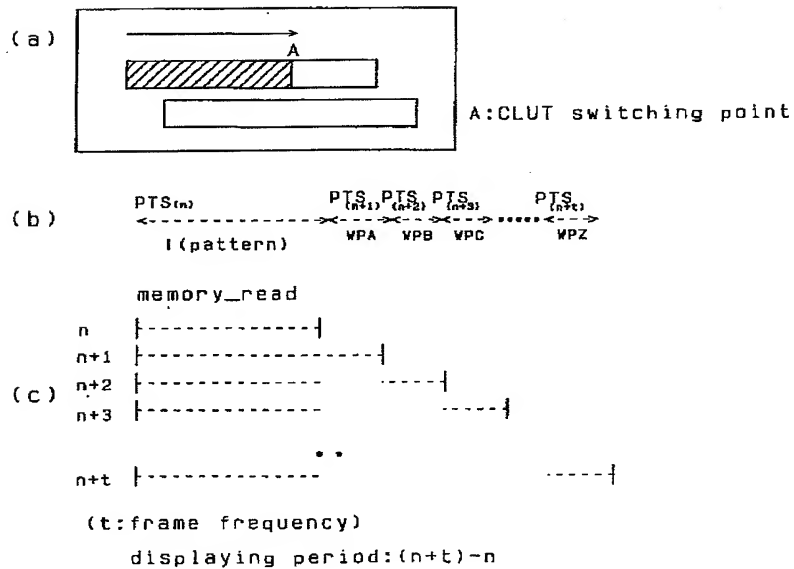 (a)
A
A:CLUT switching point
(b)
PTS(n) PTS(n+1) PTS(n+2) PTS(n+3) ..... PTS(n+t)
I(pattern) WPA WPB WPC WPZ
(c)
memory_read
n
n+1
n+2
n+3
n+t
(t:frame frequency)
displaying period:(n+t)-n